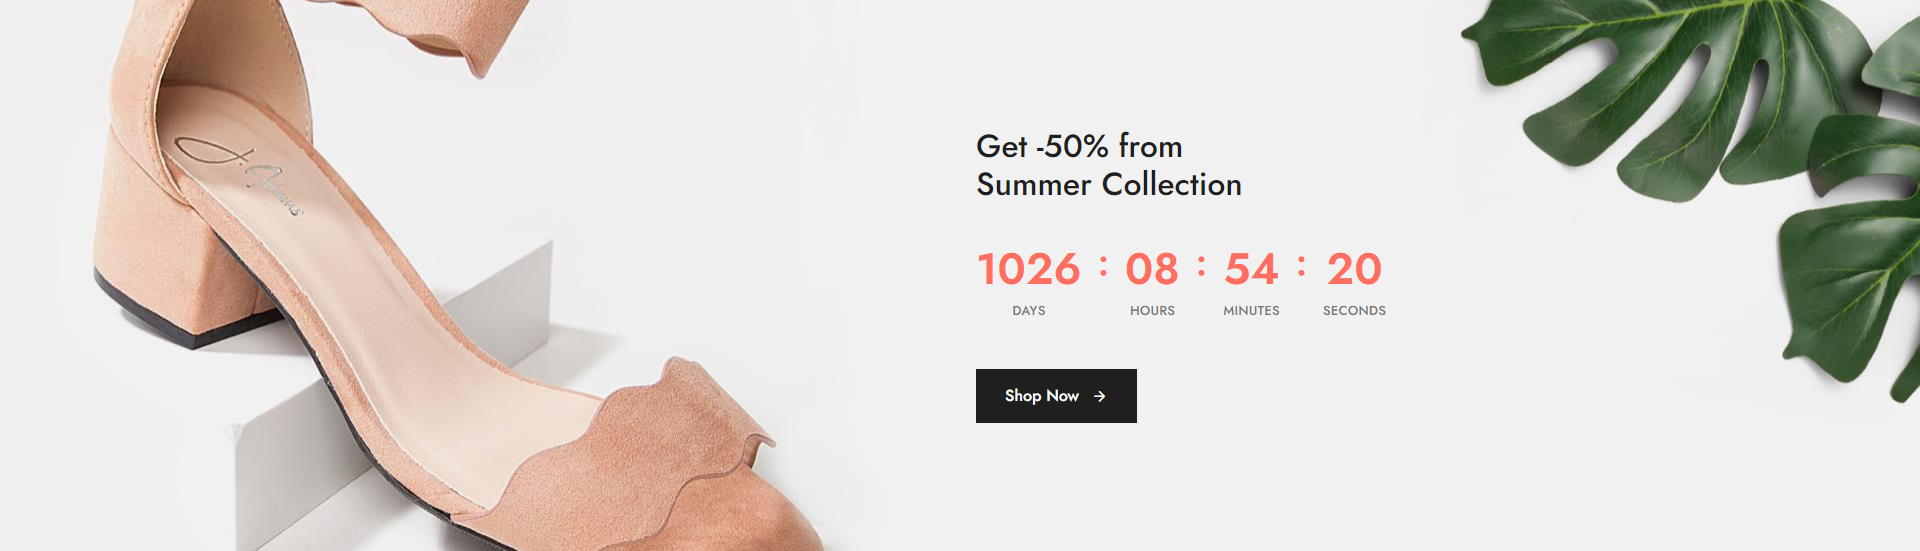 Get -50% from
Summer Collection
1026 : 08 : 54 : 20
DAYS HOURS MINUTES SECONDS
Shop Now →